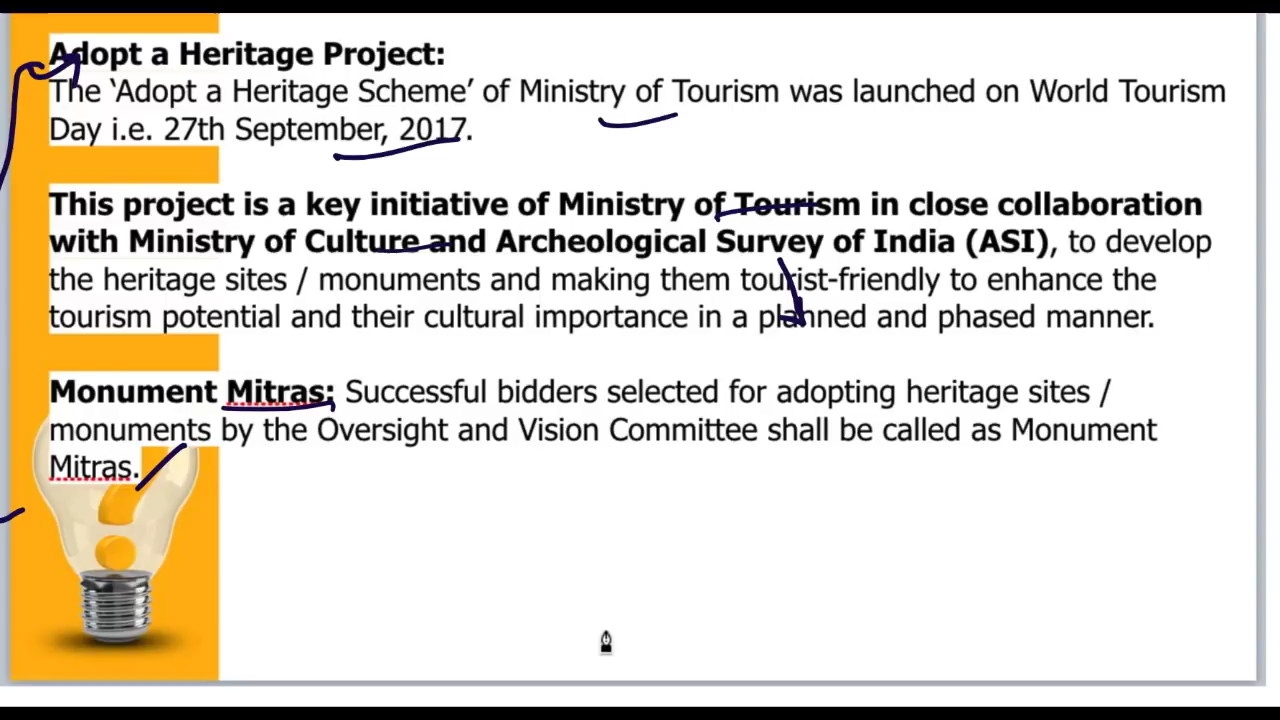 Adopt a Heritage Project:
The ‘Adopt a Heritage Scheme’ of Ministry of Tourism was launched on World Tourism
Day i.e. 27th September, 2017.
This project is a key initiative of Ministry of Tourism in close collaboration
with Ministry of Culture and Archeological Survey of India (ASI), to develop
the heritage sites / monuments and making them tourist-friendly to enhance the
tourism potential and their cultural importance in a planned and phased manner.
Monument Mitras: Successful bidders selected for adopting heritage sites /
monuments by the Oversight and Vision Committee shall be called as Monument
Mitras.